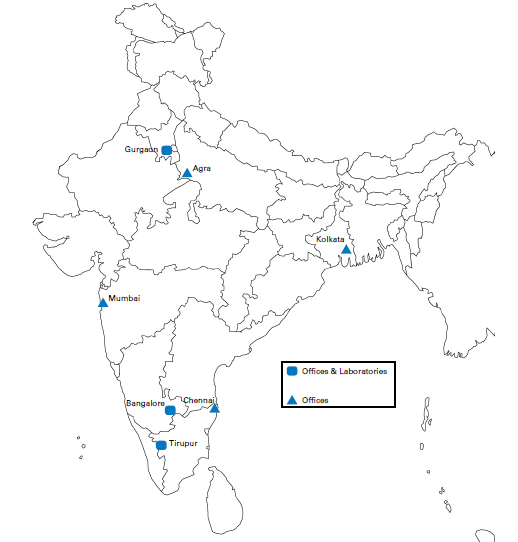 Gurgaon
Agra
Kolkata
Mumbai
Offices & Laboratories
Offices
Bangalore
Chennai
Tirupur